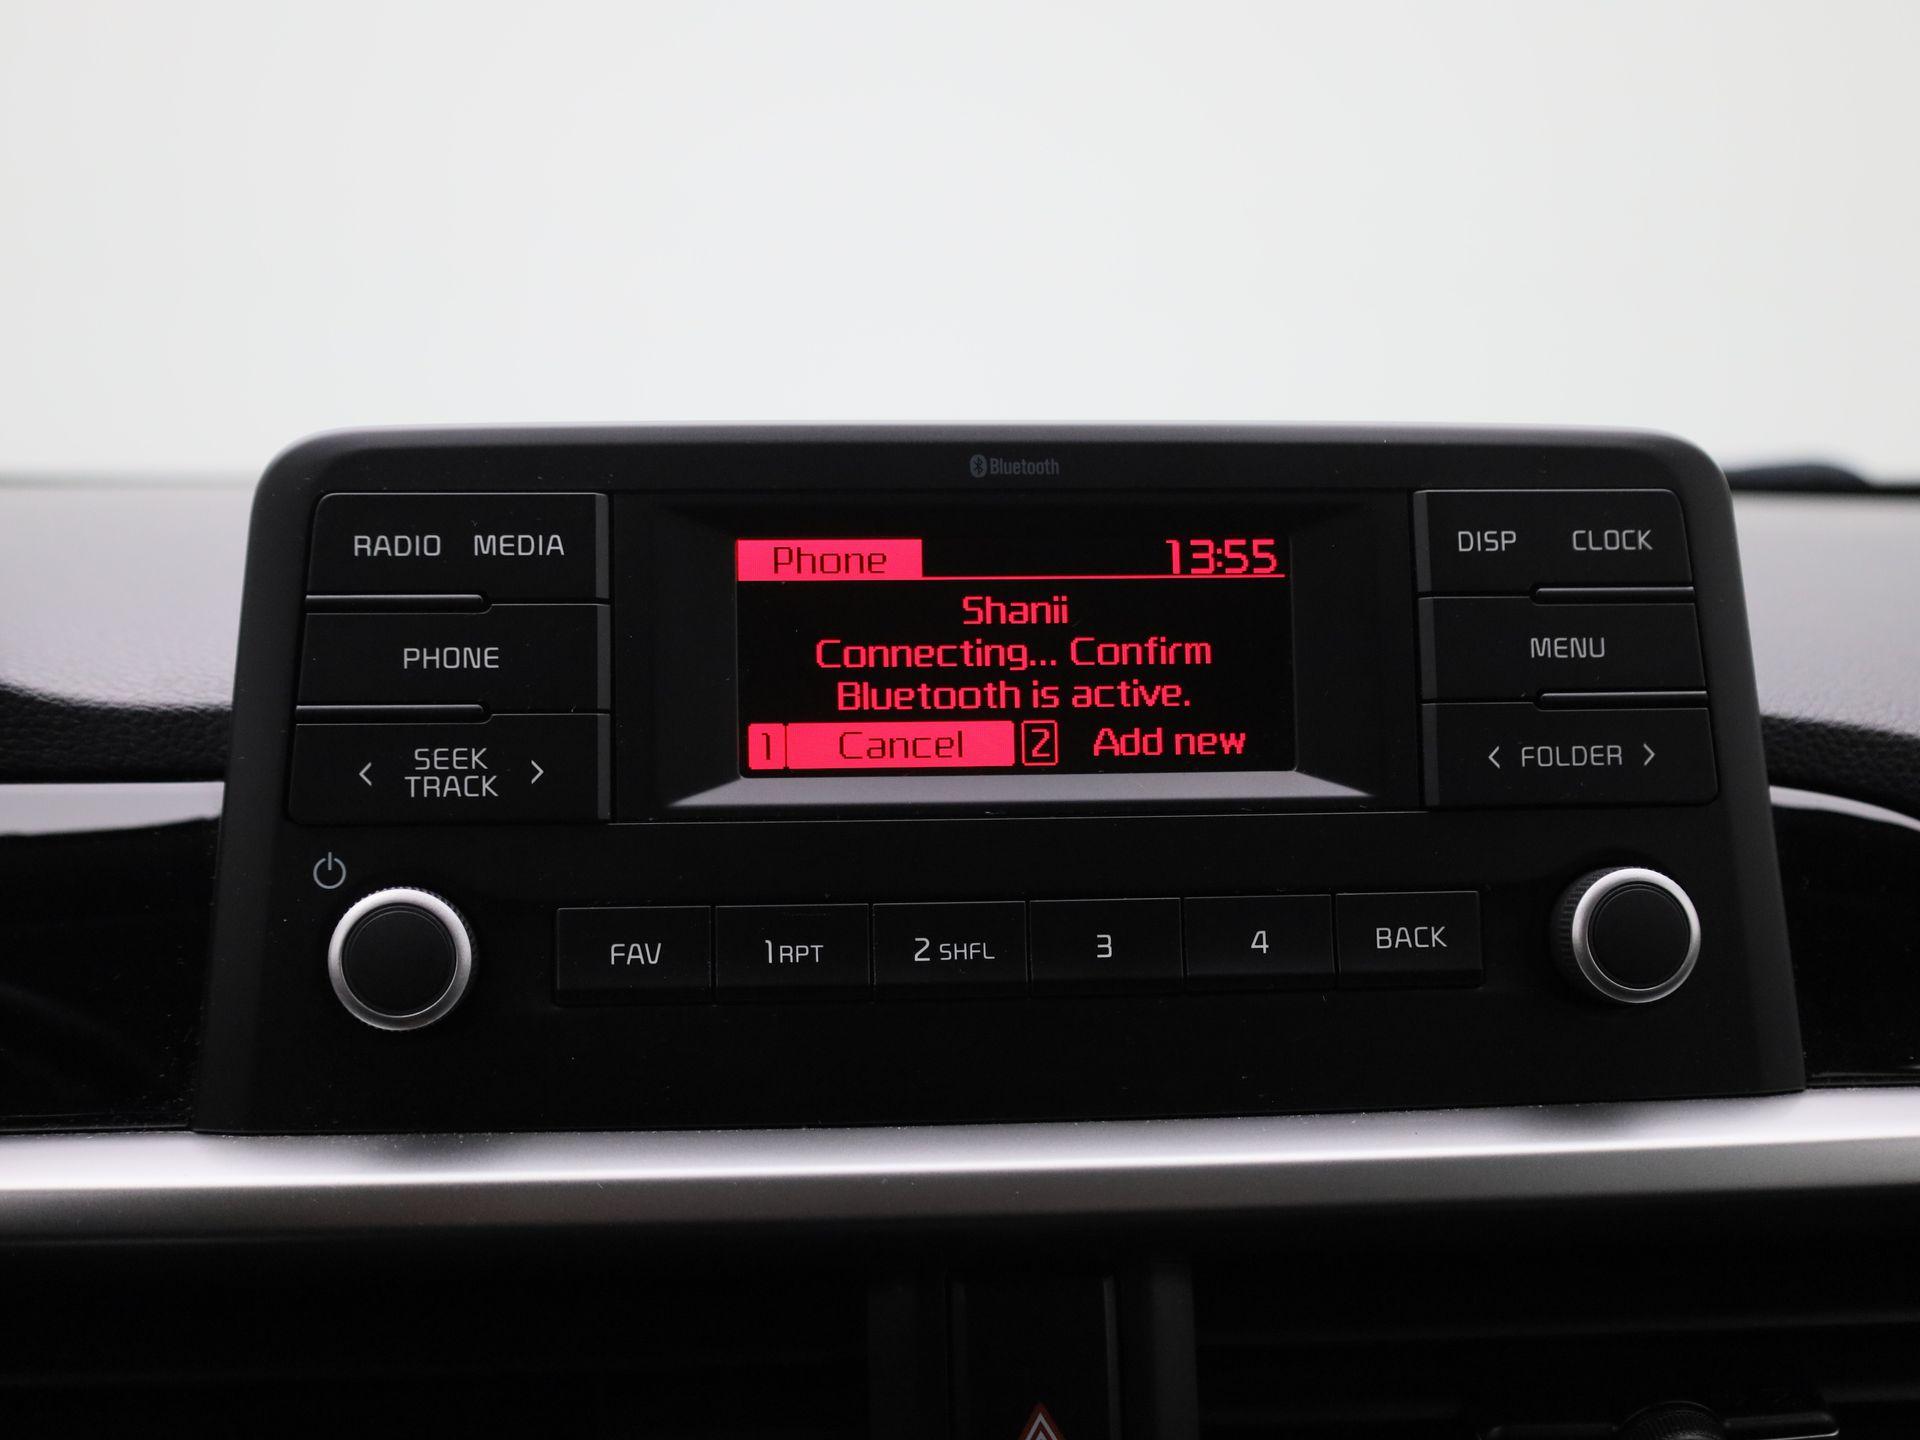 Bluetooth
RADIO MEDIA
PHONE
< SEEK TRACK >
Phone 13:55
Shanii
Connecting... Confirm
Bluetooth is active.
1 Cancel 2 Add new
DISP CLOCK
MENU
< FOLDER >
FAV 1 RPT 2 SHFL 3 4 BACK